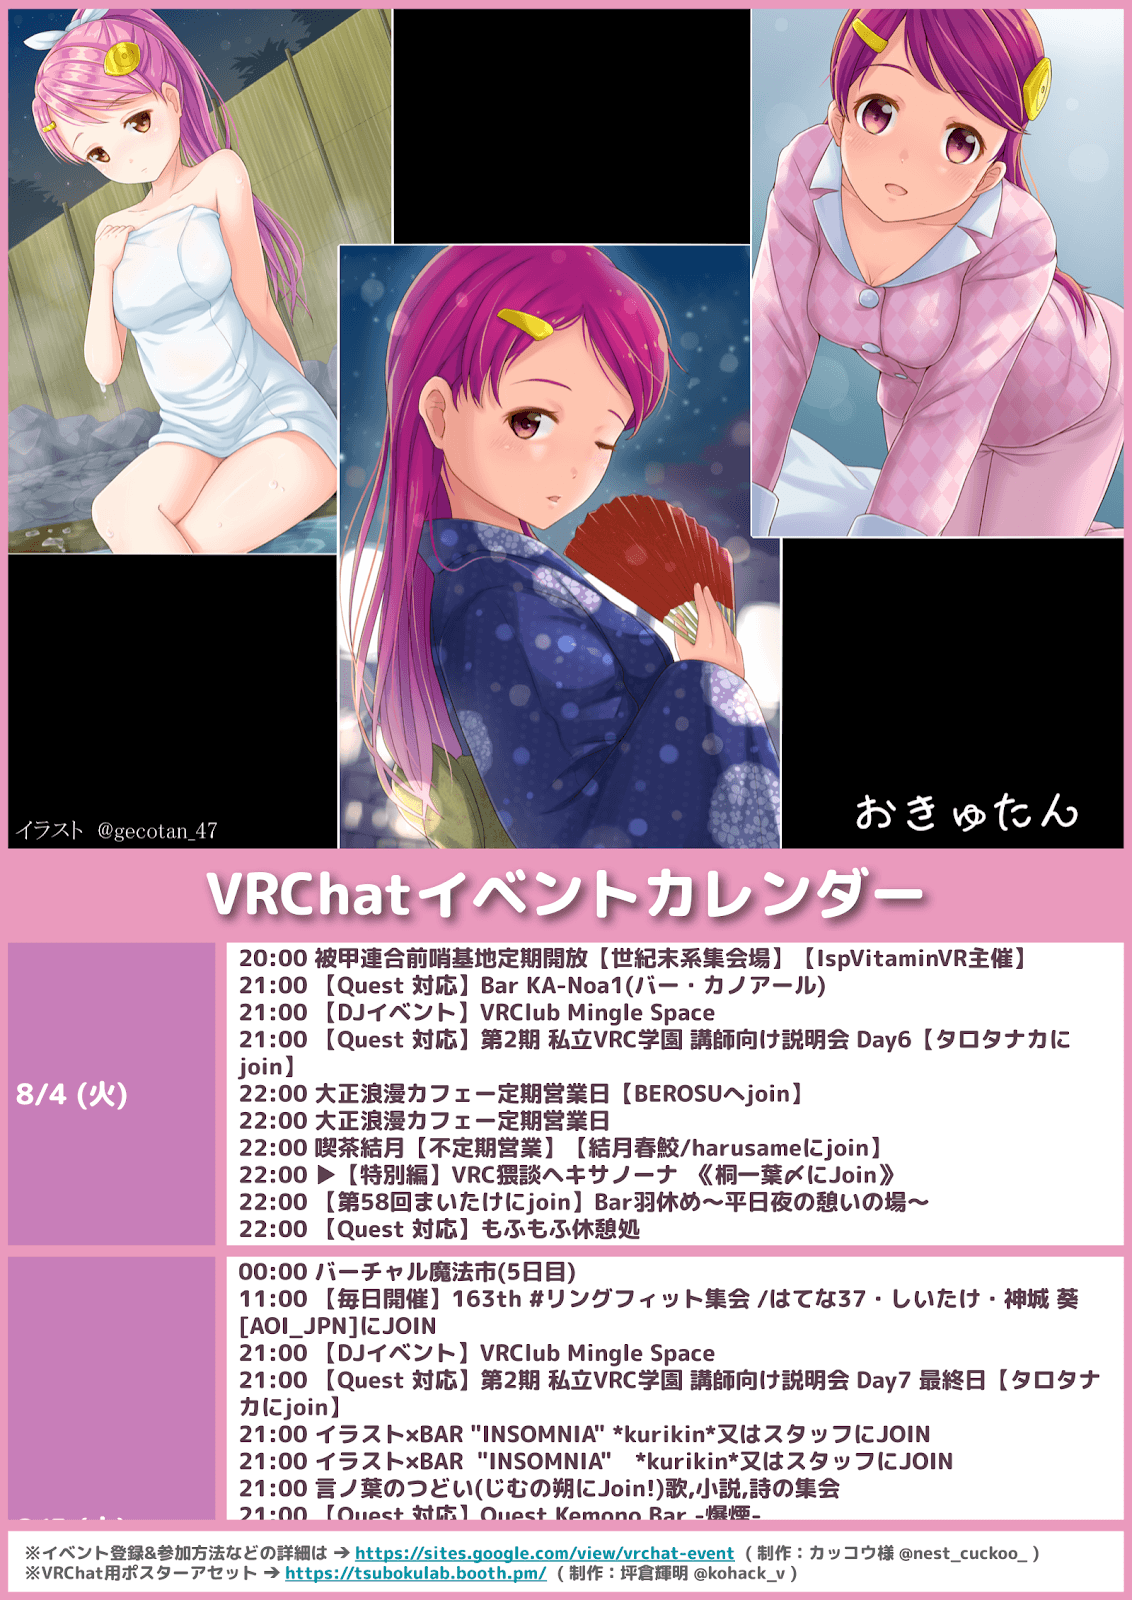 イラスト @gecotan_47
おきゅたん
VRChatイベントカレンダー
8/4 (火)
20:00 被甲連合前哨基地定期開放【世紀末系集会場】【IspVitaminVR主催】
21:00 【Quest 対応】Bar KA-Noa1(バー・カノアール)
21:00 【DJイベント】VRClub Mingle Space
21:00 【Quest 対応】第2期 私立VRC学園 講師向け説明会 Day6【タロタナカに
join】
22:00 大正浪漫カフェー定期営業日【BEROSUへjoin】
22:00 大正浪漫カフェー定期営業日
22:00 喫茶結月【不定期営業】【結月春鮫/harusameにjoin】
22:00 ▶【特別編】VRC猥談ヘキサノーナ 《桐一葉〆にJoin》
22:00 【第58回まいたけにjoin】Bar羽休め～平日夜の憩いの場～
22:00 【Quest 対応】もふもふ休憩処
00:00 バーチャル魔法市(5日目)
11:00 【毎日開催】163th #リングフィット集会 /はてな37・しいたけ・神城 葵
[AOI_JPN]にJOIN
21:00 【DJイベント】VRClub Mingle Space
21:00 【Quest 対応】第2期 私立VRC学園 講師向け説明会 Day7 最終日【タロタナ
カにjoin】
21:00 イラスト×BAR "INSOMNIA" *kurikin*又はスタッフにJOIN
21:00 イラスト×BAR "INSOMNIA" *kurikin*又はスタッフにJOIN
21:00 言ノ葉のつどい(じむの朔にJoin!)歌,小説,詩の集会
21:00 【Quest 対応】Quest Kemono Bar -爆煙-
※イベント登録&参加方法などの詳細は → https://sites.google.com/view/vrchat-event ( 制作：カッコウ様 @nest_cuckoo_ )
※VRChat用ポスターアセット → https://tsubokulab.booth.pm/ ( 制作：坪倉輝明 @kohack_v )